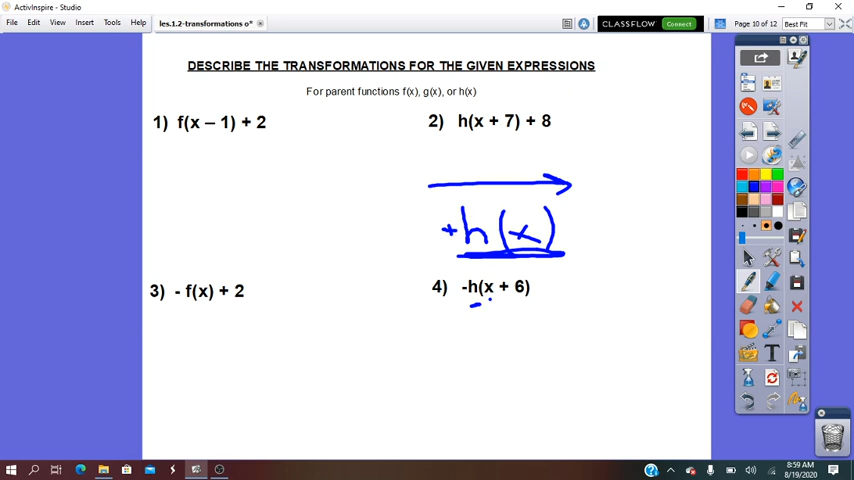 ActivInspire - Studio
File Edit View Insert Tools Help
CLASSFLOW Connect
Page 10 of 12
Best Fit
les.1.2-transformations o*
DESCRIBE THE TRANSFORMATIONS FOR THE GIVEN EXPRESSIONS
For parent functions f(x), g(x), or h(x)
1) f(x – 1) + 2
2) h(x + 7) + 8
+h(x)
3) - f(x) + 2
4) -h(x + 6)
8:59 AM
8/19/2020